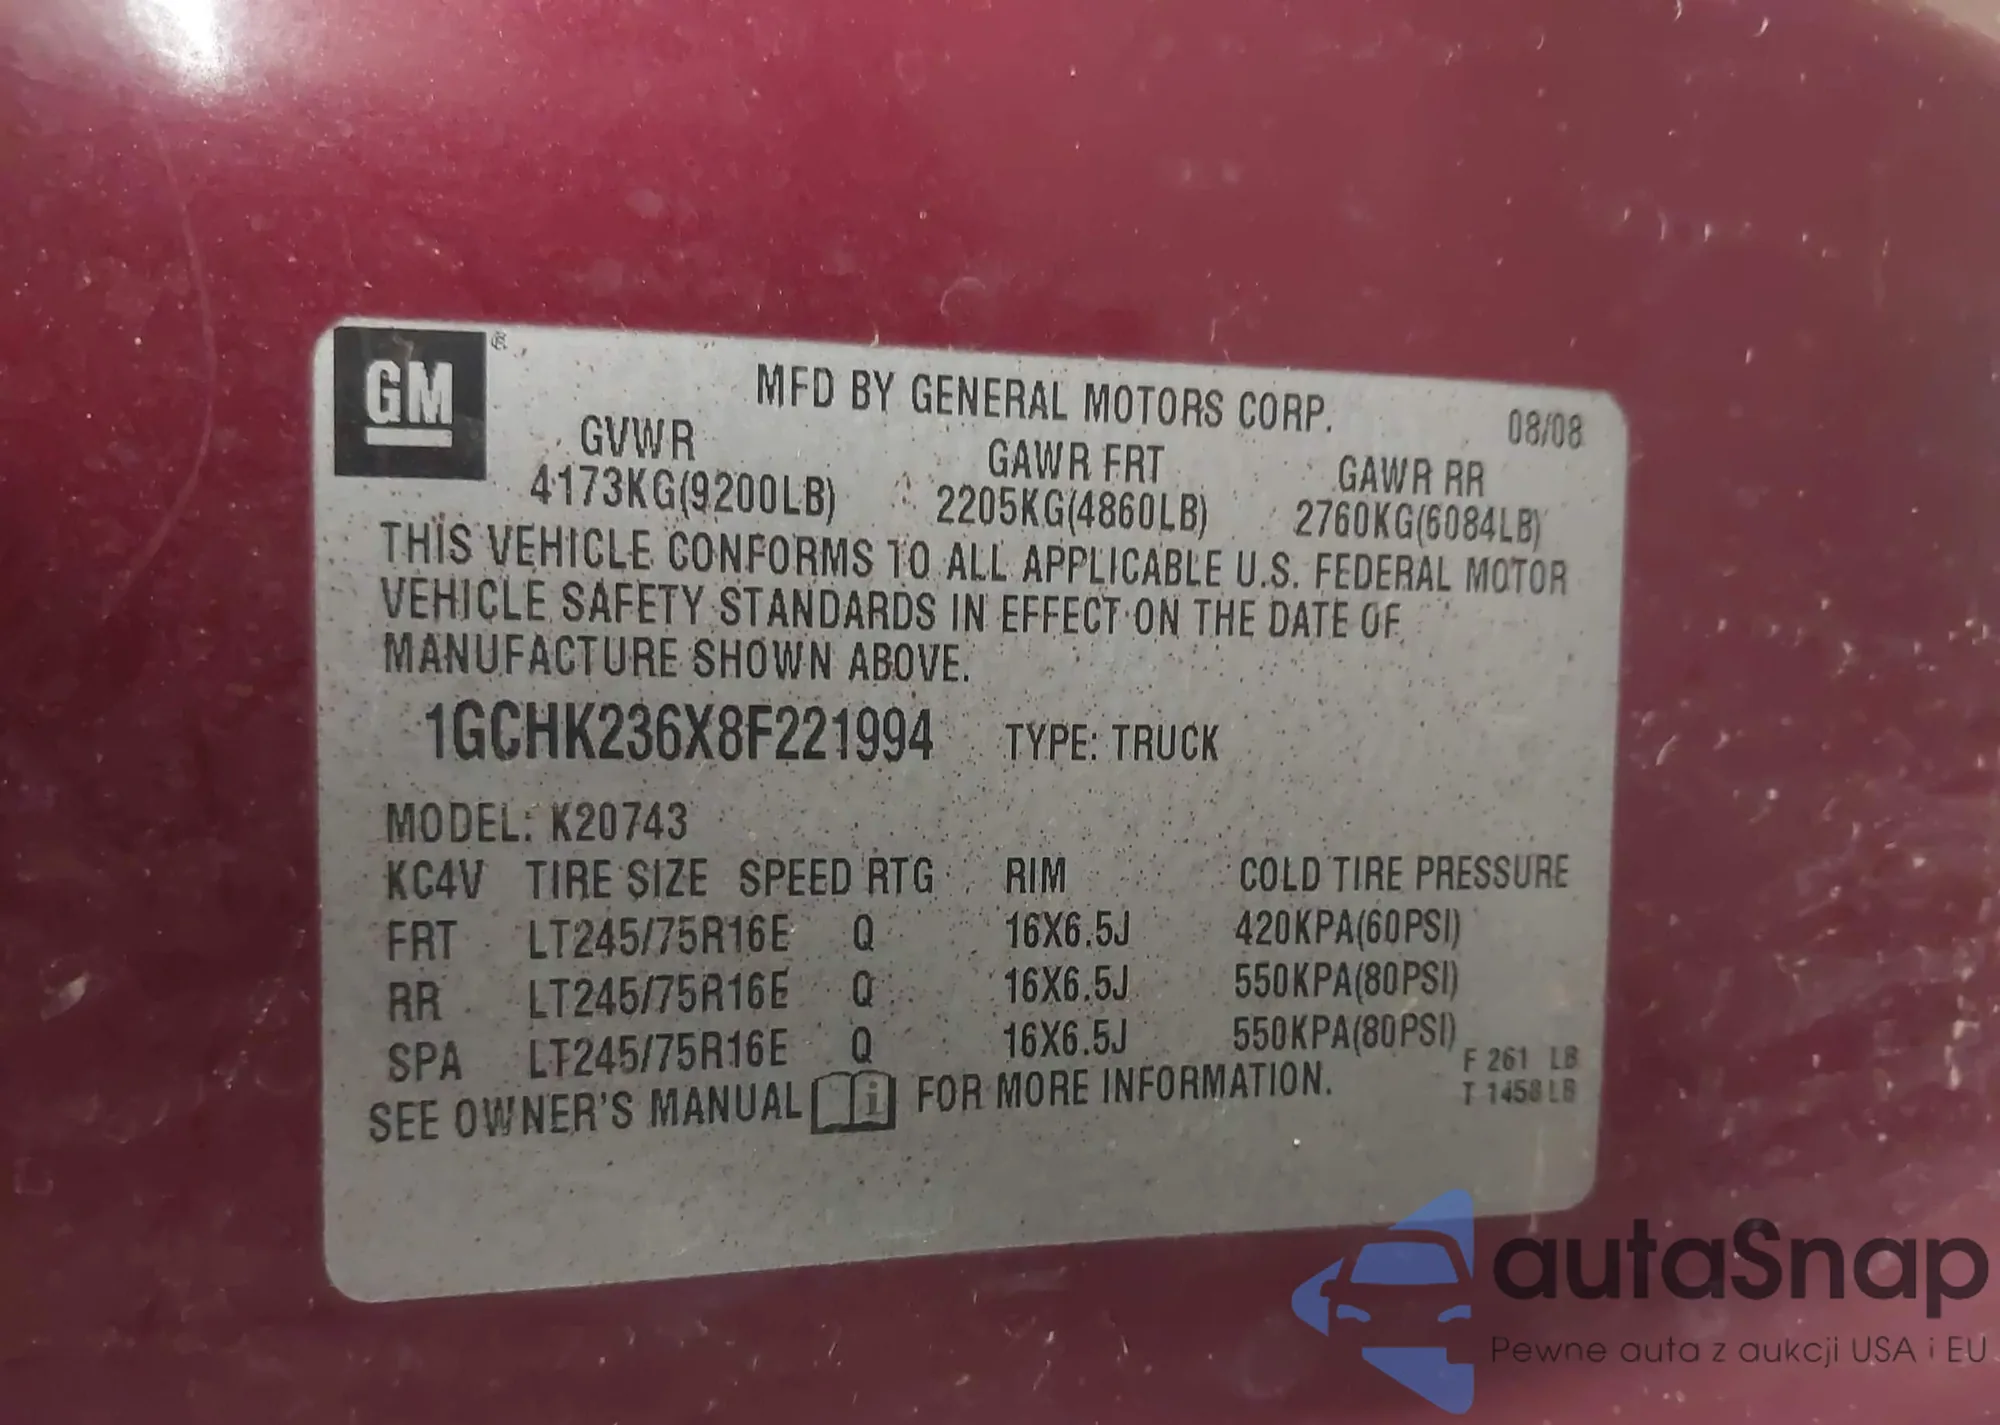 GM ®
MFD BY GENERAL MOTORS CORP.
08/08
GVWR GAWR FRT GAWR RR
4173KG(9200LB) 2205KG(4860LB) 2760KG(6084LB)
THIS VEHICLE CONFORMS TO ALL APPLICABLE U.S. FEDERAL MOTOR
VEHICLE SAFETY STANDARDS IN EFFECT ON THE DATE OF
MANUFACTURE SHOWN ABOVE.
1GCHK236X8F221994 TYPE: TRUCK
MODEL: K20743
KC4V TIRE SIZE SPEED RTG RIM COLD TIRE PRESSURE
FRT LT245/75R16E Q 16X6.5J 420KPA(60PSI)
RR LT245/75R16E Q 16X6.5J 550KPA(80PSI)
SPA LT245/75R16E Q 16X6.5J 550KPA(80PSI)
F 261 LB
T 1458 LB
SEE OWNER'S MANUAL i FOR MORE INFORMATION.
autaSnap
Pewne auta z aukcji USA i EU